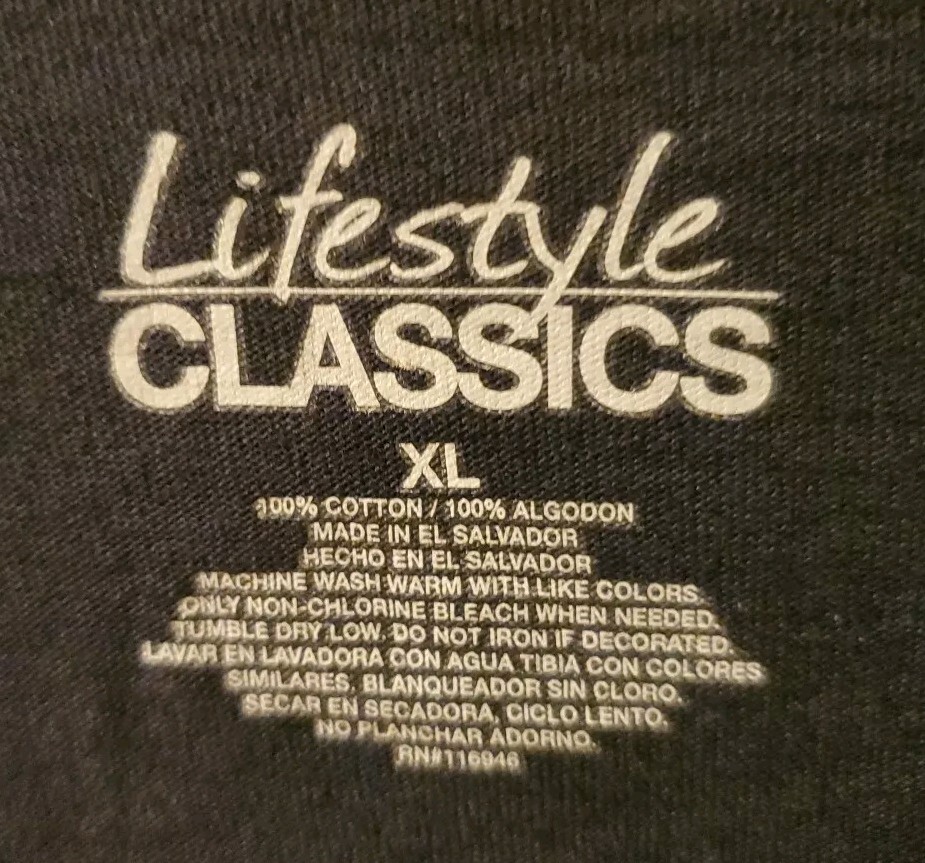 Lifestyle
CLASSICS
XL
100% COTTON / 100% ALGODON
MADE IN EL SALVADOR
HECHO EN EL SALVADOR
MACHINE WASH WARM WITH LIKE COLORS.
ONLY NON-CHLORINE BLEACH WHEN NEEDED.
TUMBLE DRY LOW. DO NOT IRON IF DECORATED.
LAVAR EN LAVADORA CON AGUA TIBIA CON COLORES
SIMILARES. BLANQUEADOR SIN CLORO.
SECAR EN SECADORA, CICLO LENTO.
NO PLANCHAR ADORNO.
RN#116946